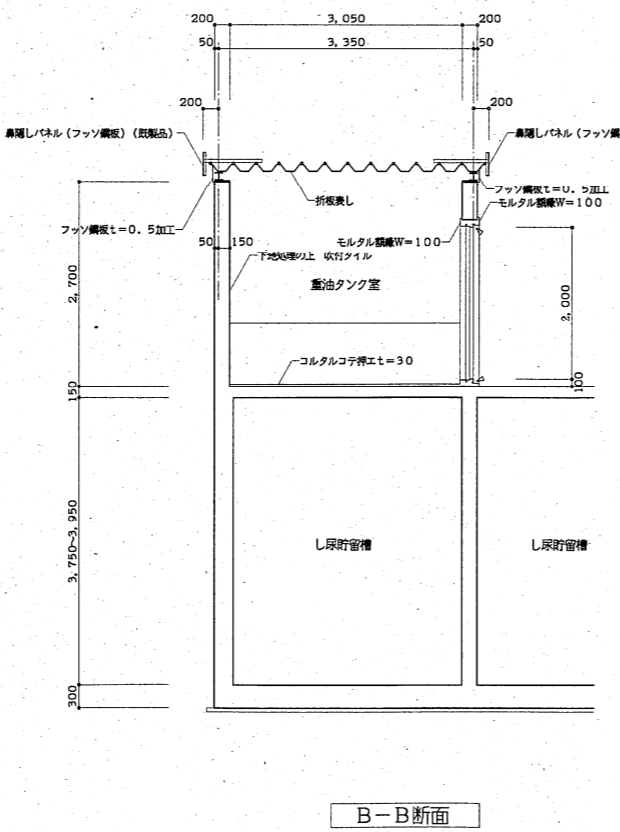 200 3,050 200
50 3,350 50
200 200
鼻隠しパネル(フッソ鋼板)(既製品)
鼻隠しパネル(フッソ鋼
折板表し
フッソ鋼板t=0.5加工
モルタル額縁W=100
フッソ鋼板t=0.5加工
50 150
モルタル額縁W=100
下地処理の上 吹付タイル
重油タンク室
2,700
2,000
コルタルコテ押エt=30
150
100
3,750~3,950
し尿貯留槽
し尿貯留槽
300
B-B断面